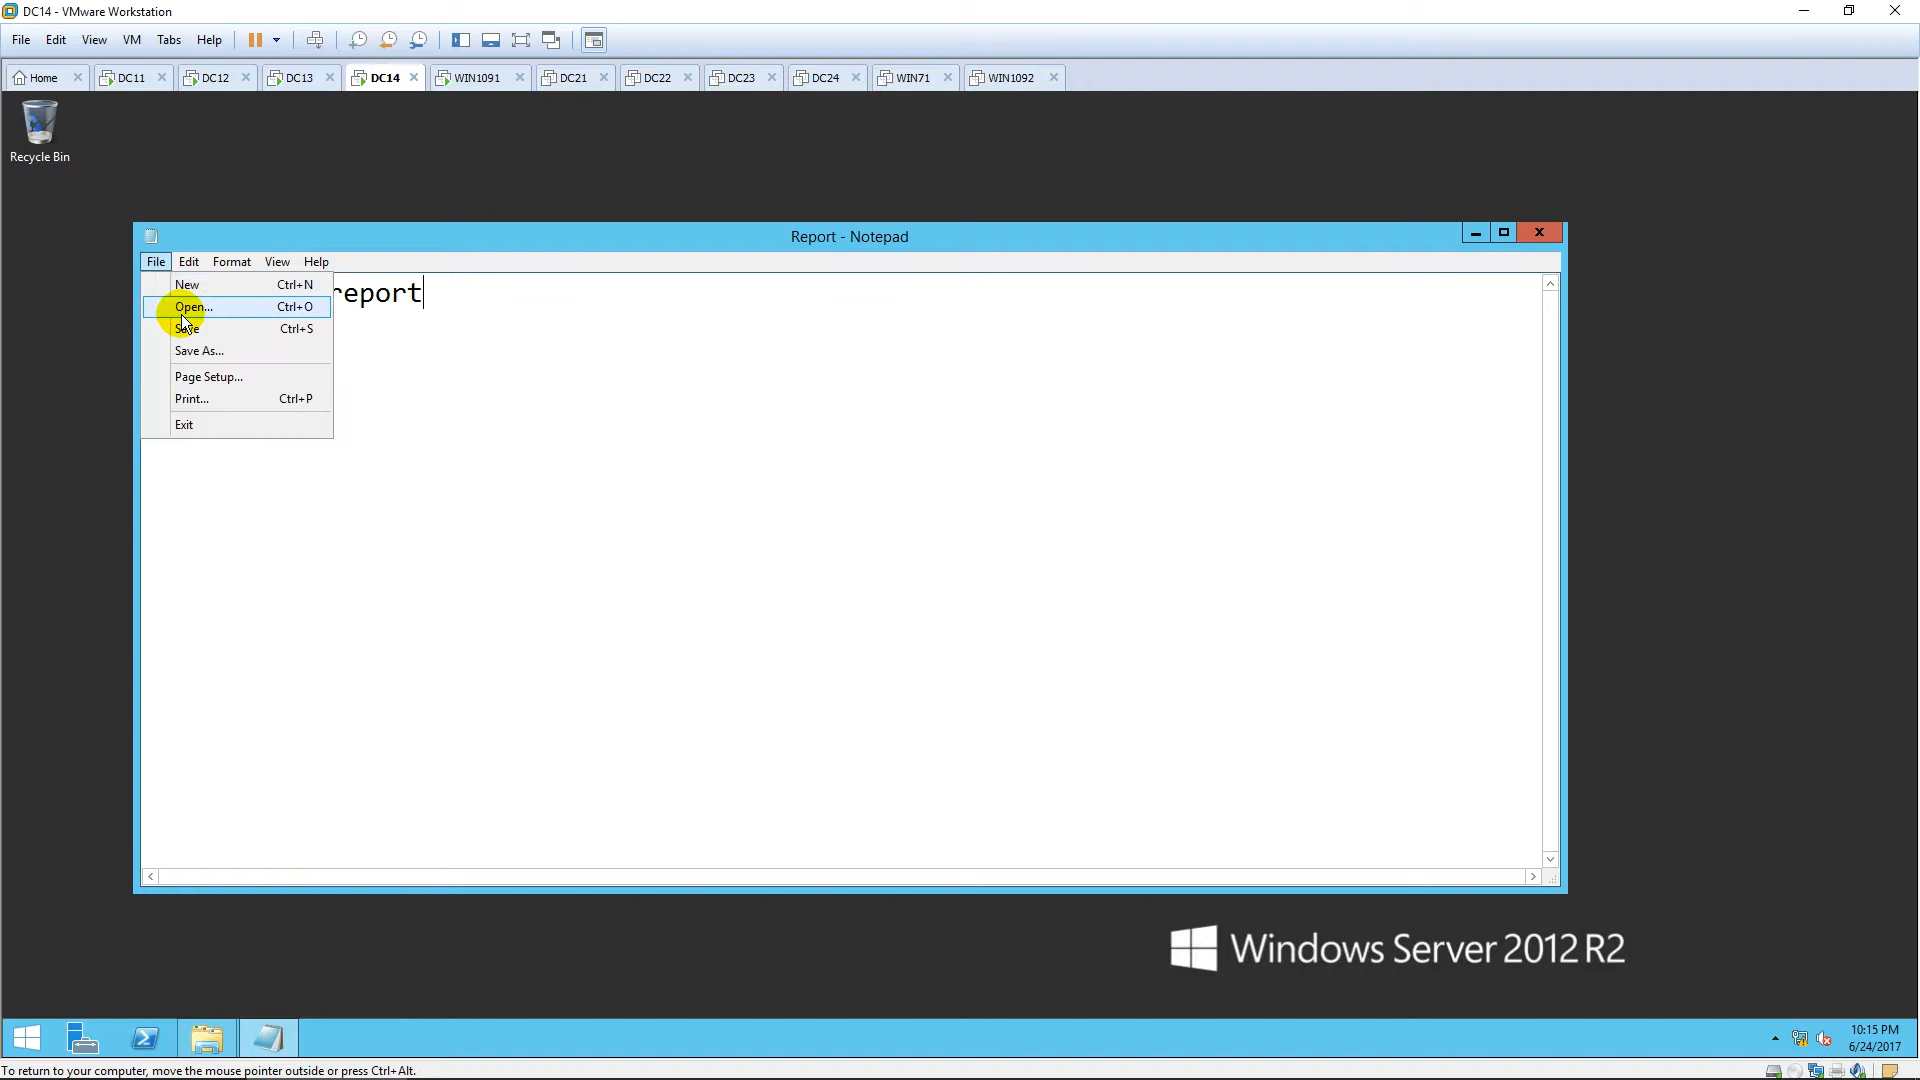 DC14 - VMware Workstation
File Edit View VM Tabs Help
Home DC11 DC12 DC13 DC14 WIN1091 DC21 DC22 DC23 DC24 WIN71 WIN1092
Recycle Bin
Report - Notepad
File Edit Format View Help
report
New Ctrl+N
Open... Ctrl+O
Save Ctrl+S
Save As...
Page Setup...
Print... Ctrl+P
Exit
Windows Server 2012 R2
10:15 PM
6/24/2017
To return to your computer, move the mouse pointer outside or press Ctrl+Alt.